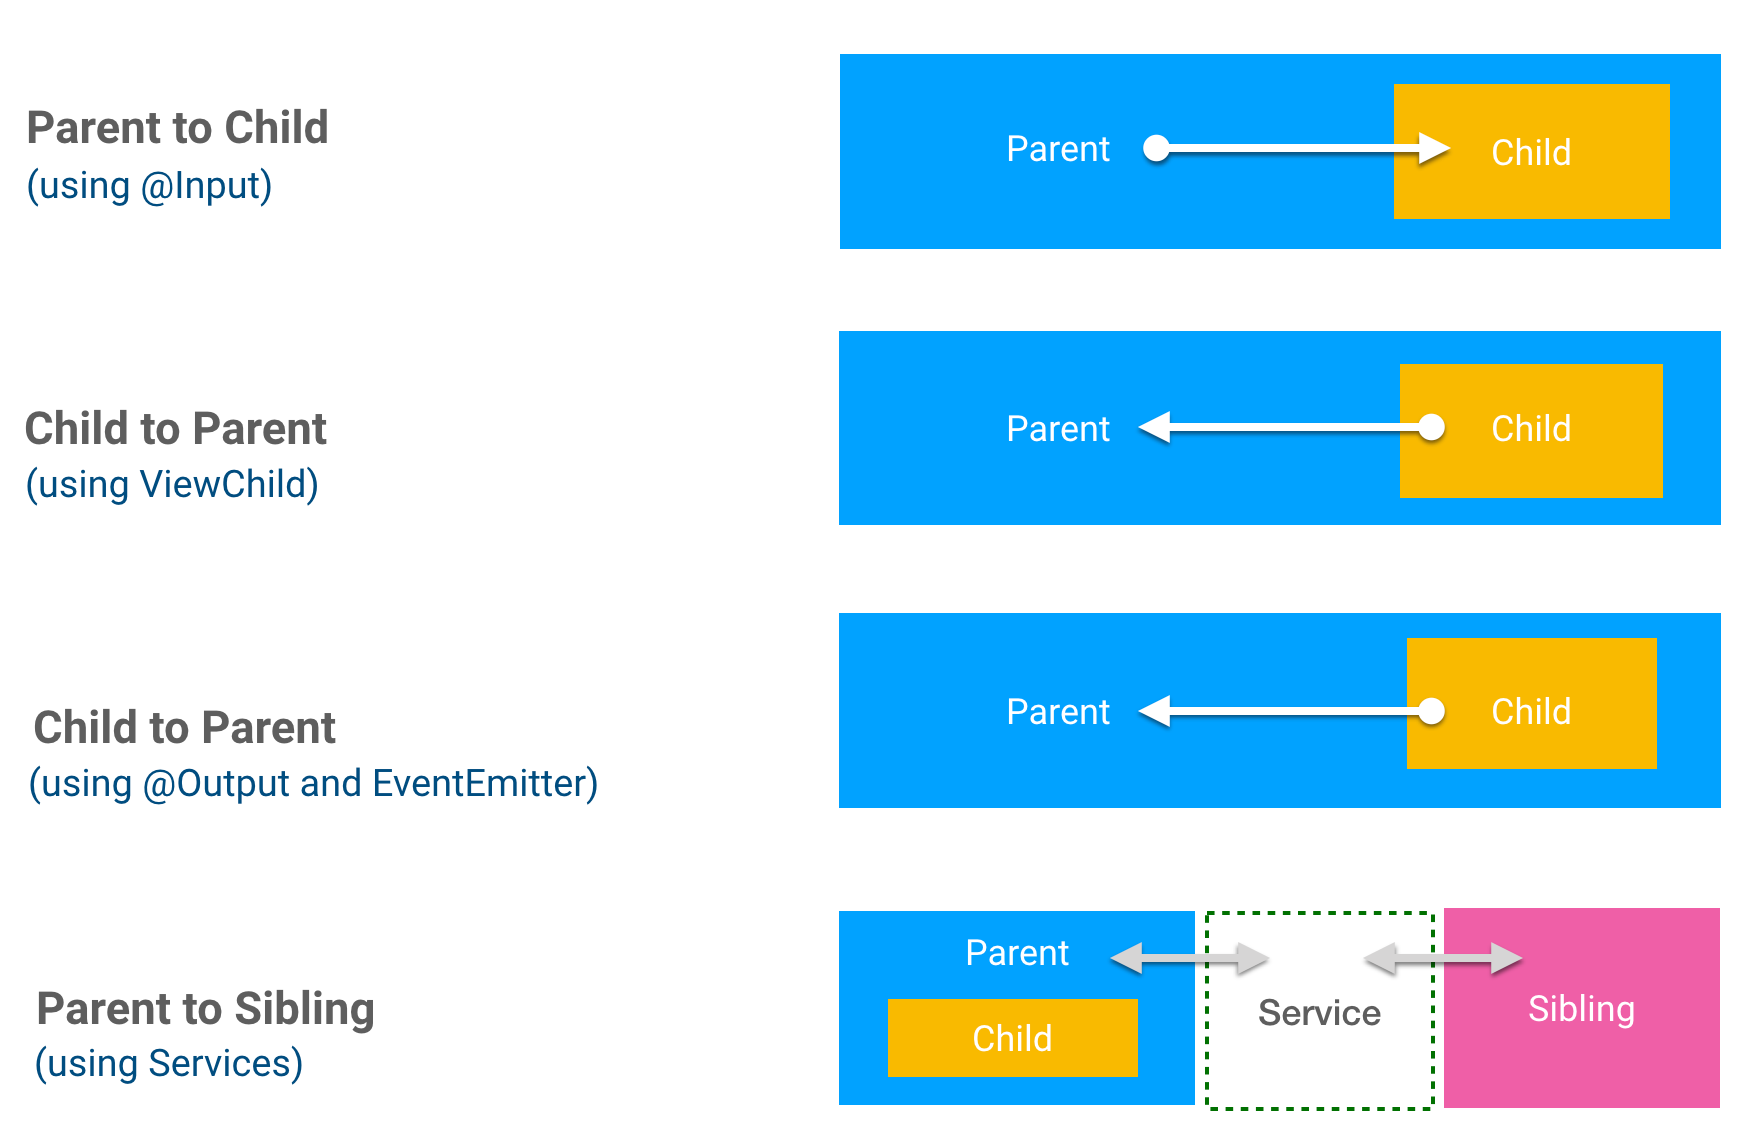 Parent to Child
(using @Input)
Parent
Child
Child to Parent
(using ViewChild)
Parent
Child
Child to Parent
(using @Output and EventEmitter)
Parent
Child
Parent to Sibling
(using Services)
Parent
Child
Service
Sibling